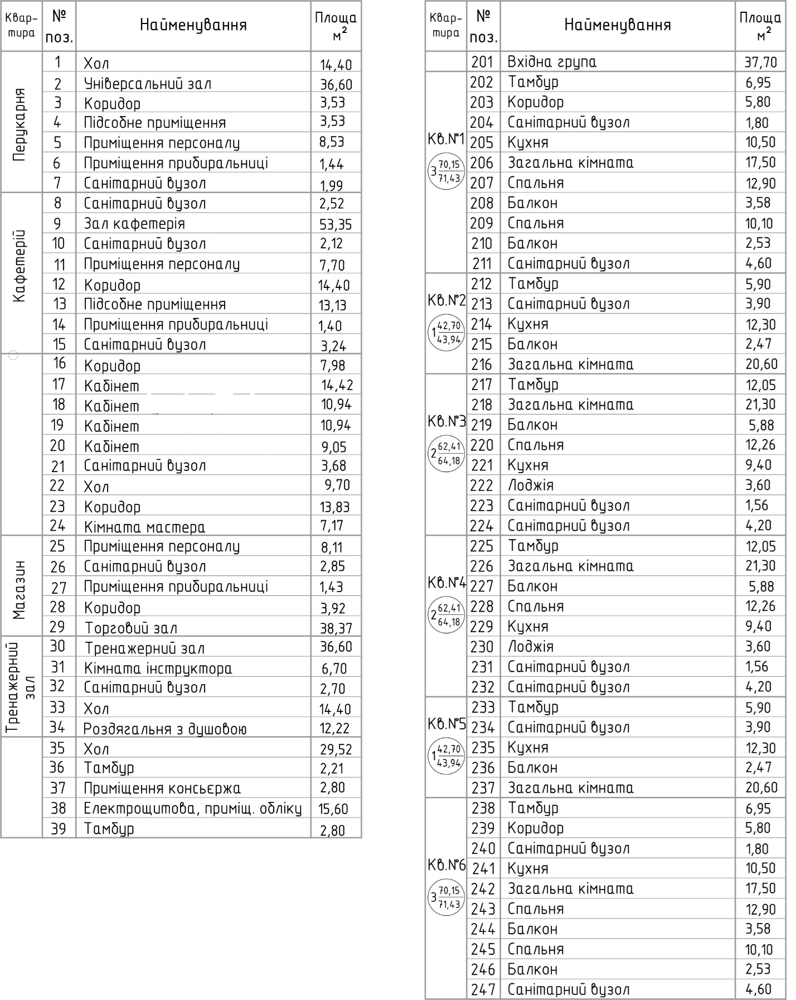 Квар-
тира
№
поз.
Найменування
Площа
м²
Перукарня
1 Хол 14,40
2 Універсальний зал 36,60
3 Коридор 3,53
4 Підсобне приміщення 3,53
5 Приміщення персоналу 8,53
6 Приміщення прибиральниці 1,44
7 Санітарний вузол 1,99
Кафетерій
8 Санітарний вузол 2,52
9 Зал кафетерія 53,35
10 Санітарний вузол 2,12
11 Приміщення персоналу 7,70
12 Коридор 14,40
13 Підсобне приміщення 13,13
14 Приміщення прибиральниці 1,40
15 Санітарний вузол 3,24
16 Коридор 7,98
17 Кабінет 14,42
18 Кабінет 10,94
19 Кабінет 10,94
20 Кабінет 9,05
21 Санітарний вузол 3,68
22 Хол 9,70
23 Коридор 13,83
24 Кімната мастера 7,17
Магазин
25 Приміщення персоналу 8,11
26 Санітарний вузол 2,85
27 Приміщення прибиральниці 1,43
28 Коридор 3,92
29 Торговий зал 38,37
Тренажерний
зал
30 Тренажерний зал 36,60
31 Кімната інструктора 6,70
32 Санітарний вузол 2,70
33 Хол 14,40
34 Роздягальня з душовою 12,22
35 Хол 29,52
36 Тамбур 2,21
37 Приміщення консьєржа 2,80
38 Електрощитова, приміщ. обліку 15,60
39 Тамбур 2,80
Квар-
тира
№
поз.
Найменування
Площа
м²
201 Вхідна група 37,70
Кв.№1
3 70,15
71,43
202 Тамбур 6,95
203 Коридор 5,80
204 Санітарний вузол 1,80
205 Кухня 10,50
206 Загальна кімната 17,50
207 Спальня 12,90
208 Балкон 3,58
209 Спальня 10,10
210 Балкон 2,53
211 Санітарний вузол 4,60
Кв.№2
1 42,70
43,94
212 Тамбур 5,90
213 Санітарний вузол 3,90
214 Кухня 12,30
215 Балкон 2,47
216 Загальна кімната 20,60
Кв.№3
2 62,41
64,18
217 Тамбур 12,05
218 Загальна кімната 21,30
219 Балкон 5,88
220 Спальня 12,26
221 Кухня 9,40
222 Лоджія 3,60
223 Санітарний вузол 1,56
224 Санітарний вузол 4,20
Кв.№4
2 62,41
64,18
225 Тамбур 12,05
226 Загальна кімната 21,30
227 Балкон 5,88
228 Спальня 12,26
229 Кухня 9,40
230 Лоджія 3,60
231 Санітарний вузол 1,56
232 Санітарний вузол 4,20
Кв.№5
1 42,70
43,94
233 Тамбур 5,90
234 Санітарний вузол 3,90
235 Кухня 12,30
236 Балкон 2,47
237 Загальна кімната 20,60
Кв.№6
3 70,15
71,43
238 Тамбур 6,95
239 Коридор 5,80
240 Санітарний вузол 1,80
241 Кухня 10,50
242 Загальна кімната 17,50
243 Спальня 12,90
244 Балкон 3,58
245 Спальня 10,10
246 Балкон 2,53
247 Санітарний вузол 4,60